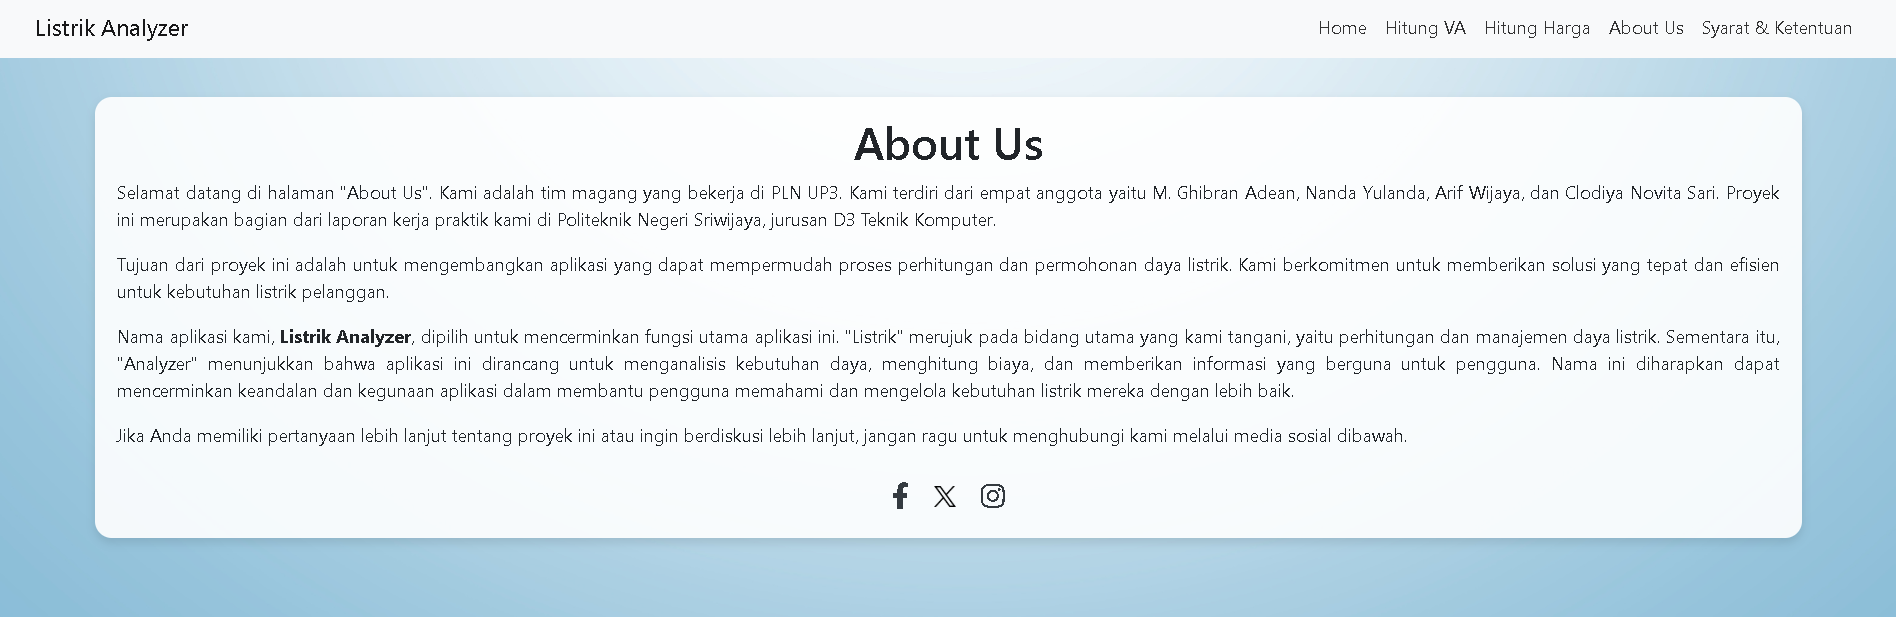 Listrik Analyzer
Home Hitung VA Hitung Harga About Us Syarat & Ketentuan
About Us
Selamat datang di halaman "About Us". Kami adalah tim magang yang bekerja di PLN UP3. Kami terdiri dari empat anggota yaitu M. Ghibran Adean, Nanda Yulanda, Arif Wijaya, dan Clodiya Novita Sari. Proyek
ini merupakan bagian dari laporan kerja praktik kami di Politeknik Negeri Sriwijaya, jurusan D3 Teknik Komputer.
Tujuan dari proyek ini adalah untuk mengembangkan aplikasi yang dapat mempermudah proses perhitungan dan permohonan daya listrik. Kami berkomitmen untuk memberikan solusi yang tepat dan efisien
untuk kebutuhan listrik pelanggan.
Nama aplikasi kami, Listrik Analyzer, dipilih untuk mencerminkan fungsi utama aplikasi ini. "Listrik" merujuk pada bidang utama yang kami tangani, yaitu perhitungan dan manajemen daya listrik. Sementara itu,
"Analyzer" menunjukkan bahwa aplikasi ini dirancang untuk menganalisis kebutuhan daya, menghitung biaya, dan memberikan informasi yang berguna untuk pengguna. Nama ini diharapkan dapat
mencerminkan keandalan dan kegunaan aplikasi dalam membantu pengguna memahami dan mengelola kebutuhan listrik mereka dengan lebih baik.
Jika Anda memiliki pertanyaan lebih lanjut tentang proyek ini atau ingin berdiskusi lebih lanjut, jangan ragu untuk menghubungi kami melalui media sosial dibawah.